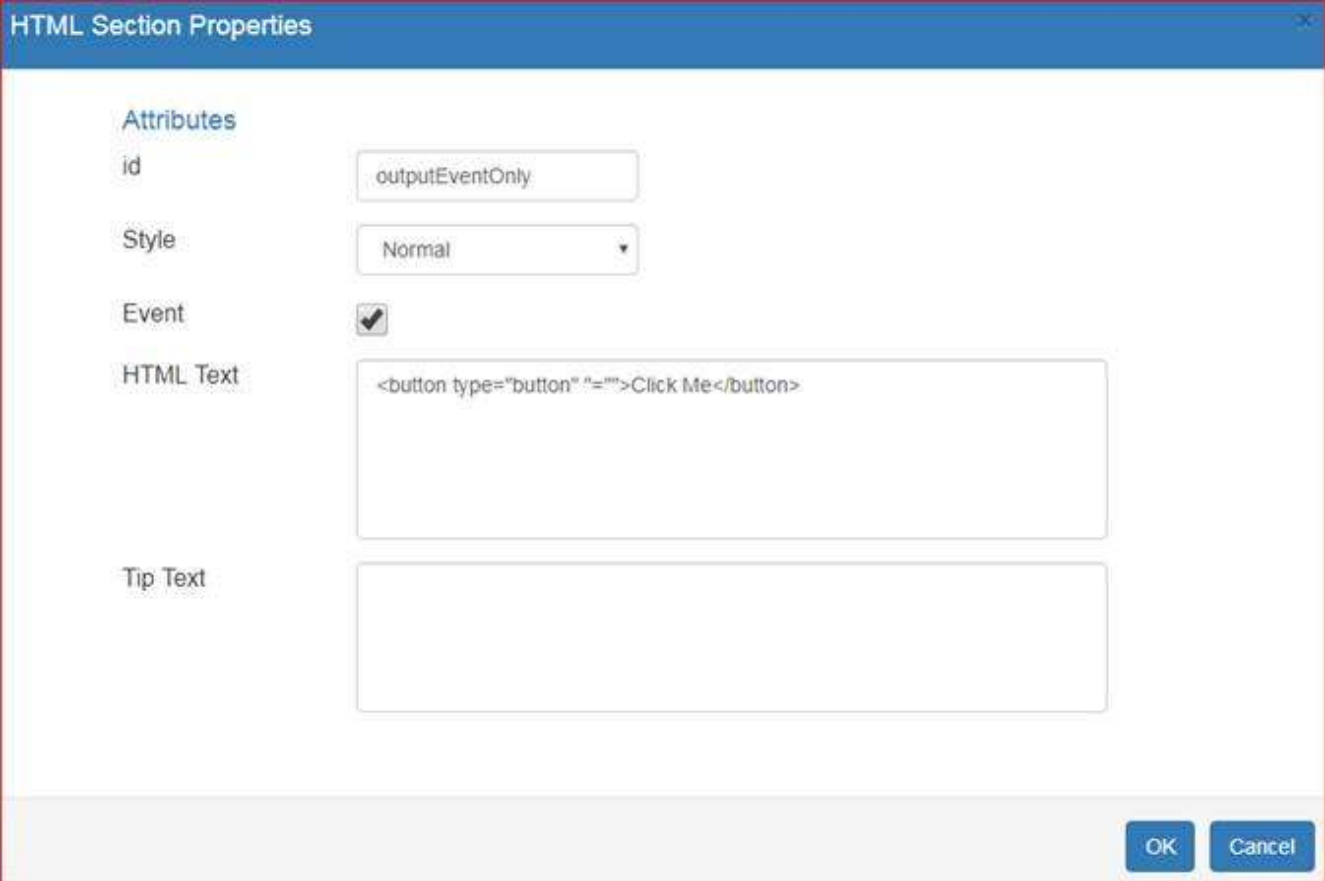 HTML Section Properties
×
Attributes
id
outputEventOnly
Style
Normal
Event
HTML Text
<button type="button" "="">Click Me</button>
Tip Text
OK
Cancel